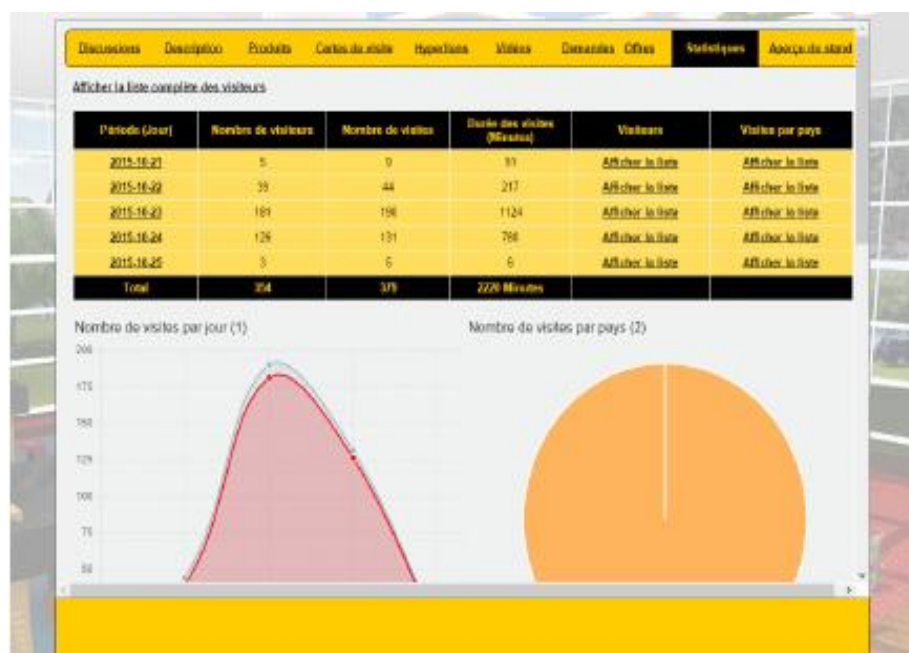 Discussions Description Produits Cartes de visite Hyperliens Vidéos Demandes Offres Statistiques Aperçu du stand
Afficher la liste complète des visiteurs
Période (Jour) Nombre de visiteurs Nombre de visites Durée des visites (Minutes) Visiteurs Visites par pays
2015-10-21 5 9 91 Afficher la liste Afficher la liste
2015-10-22 39 44 217 Afficher la liste Afficher la liste
2015-10-23 181 190 1124 Afficher la liste Afficher la liste
2015-10-24 126 131 780 Afficher la liste Afficher la liste
2015-10-25 3 Afficher la liste Afficher la liste
Total 354 379 2220 Minutes
Nombre de visites par jour (1) Nombre de visites par pays (2)
200
175
150
125
100
75
50